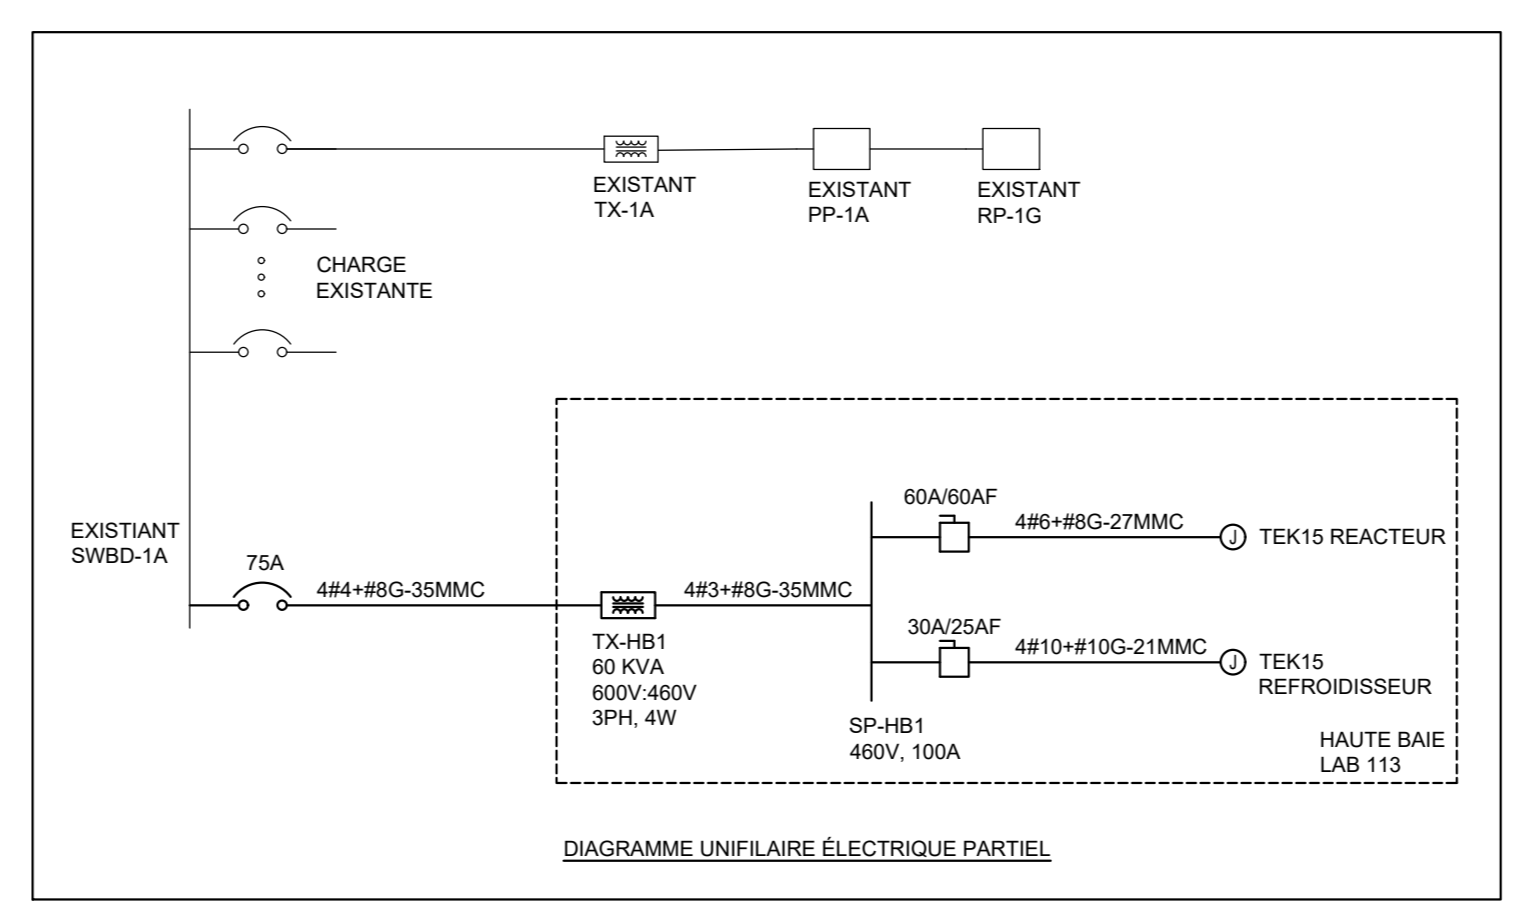 EXISTANT
TX-1A
EXISTANT
PP-1A
EXISTANT
RP-1G
CHARGE
EXISTANTE
EXISTIANT
SWBD-1A
75A
4#4+#8G-35MMC
TX-HB1
60 KVA
600V:460V
3PH, 4W
4#3+#8G-35MMC
60A/60AF
4#6+#8G-27MMC
J
TEK15 REACTEUR
30A/25AF
4#10+#10G-21MMC
J
TEK15
REFROIDISSEUR
SP-HB1
460V, 100A
HAUTE BAIE
LAB 113
DIAGRAMME UNIFILAIRE ÉLECTRIQUE PARTIEL